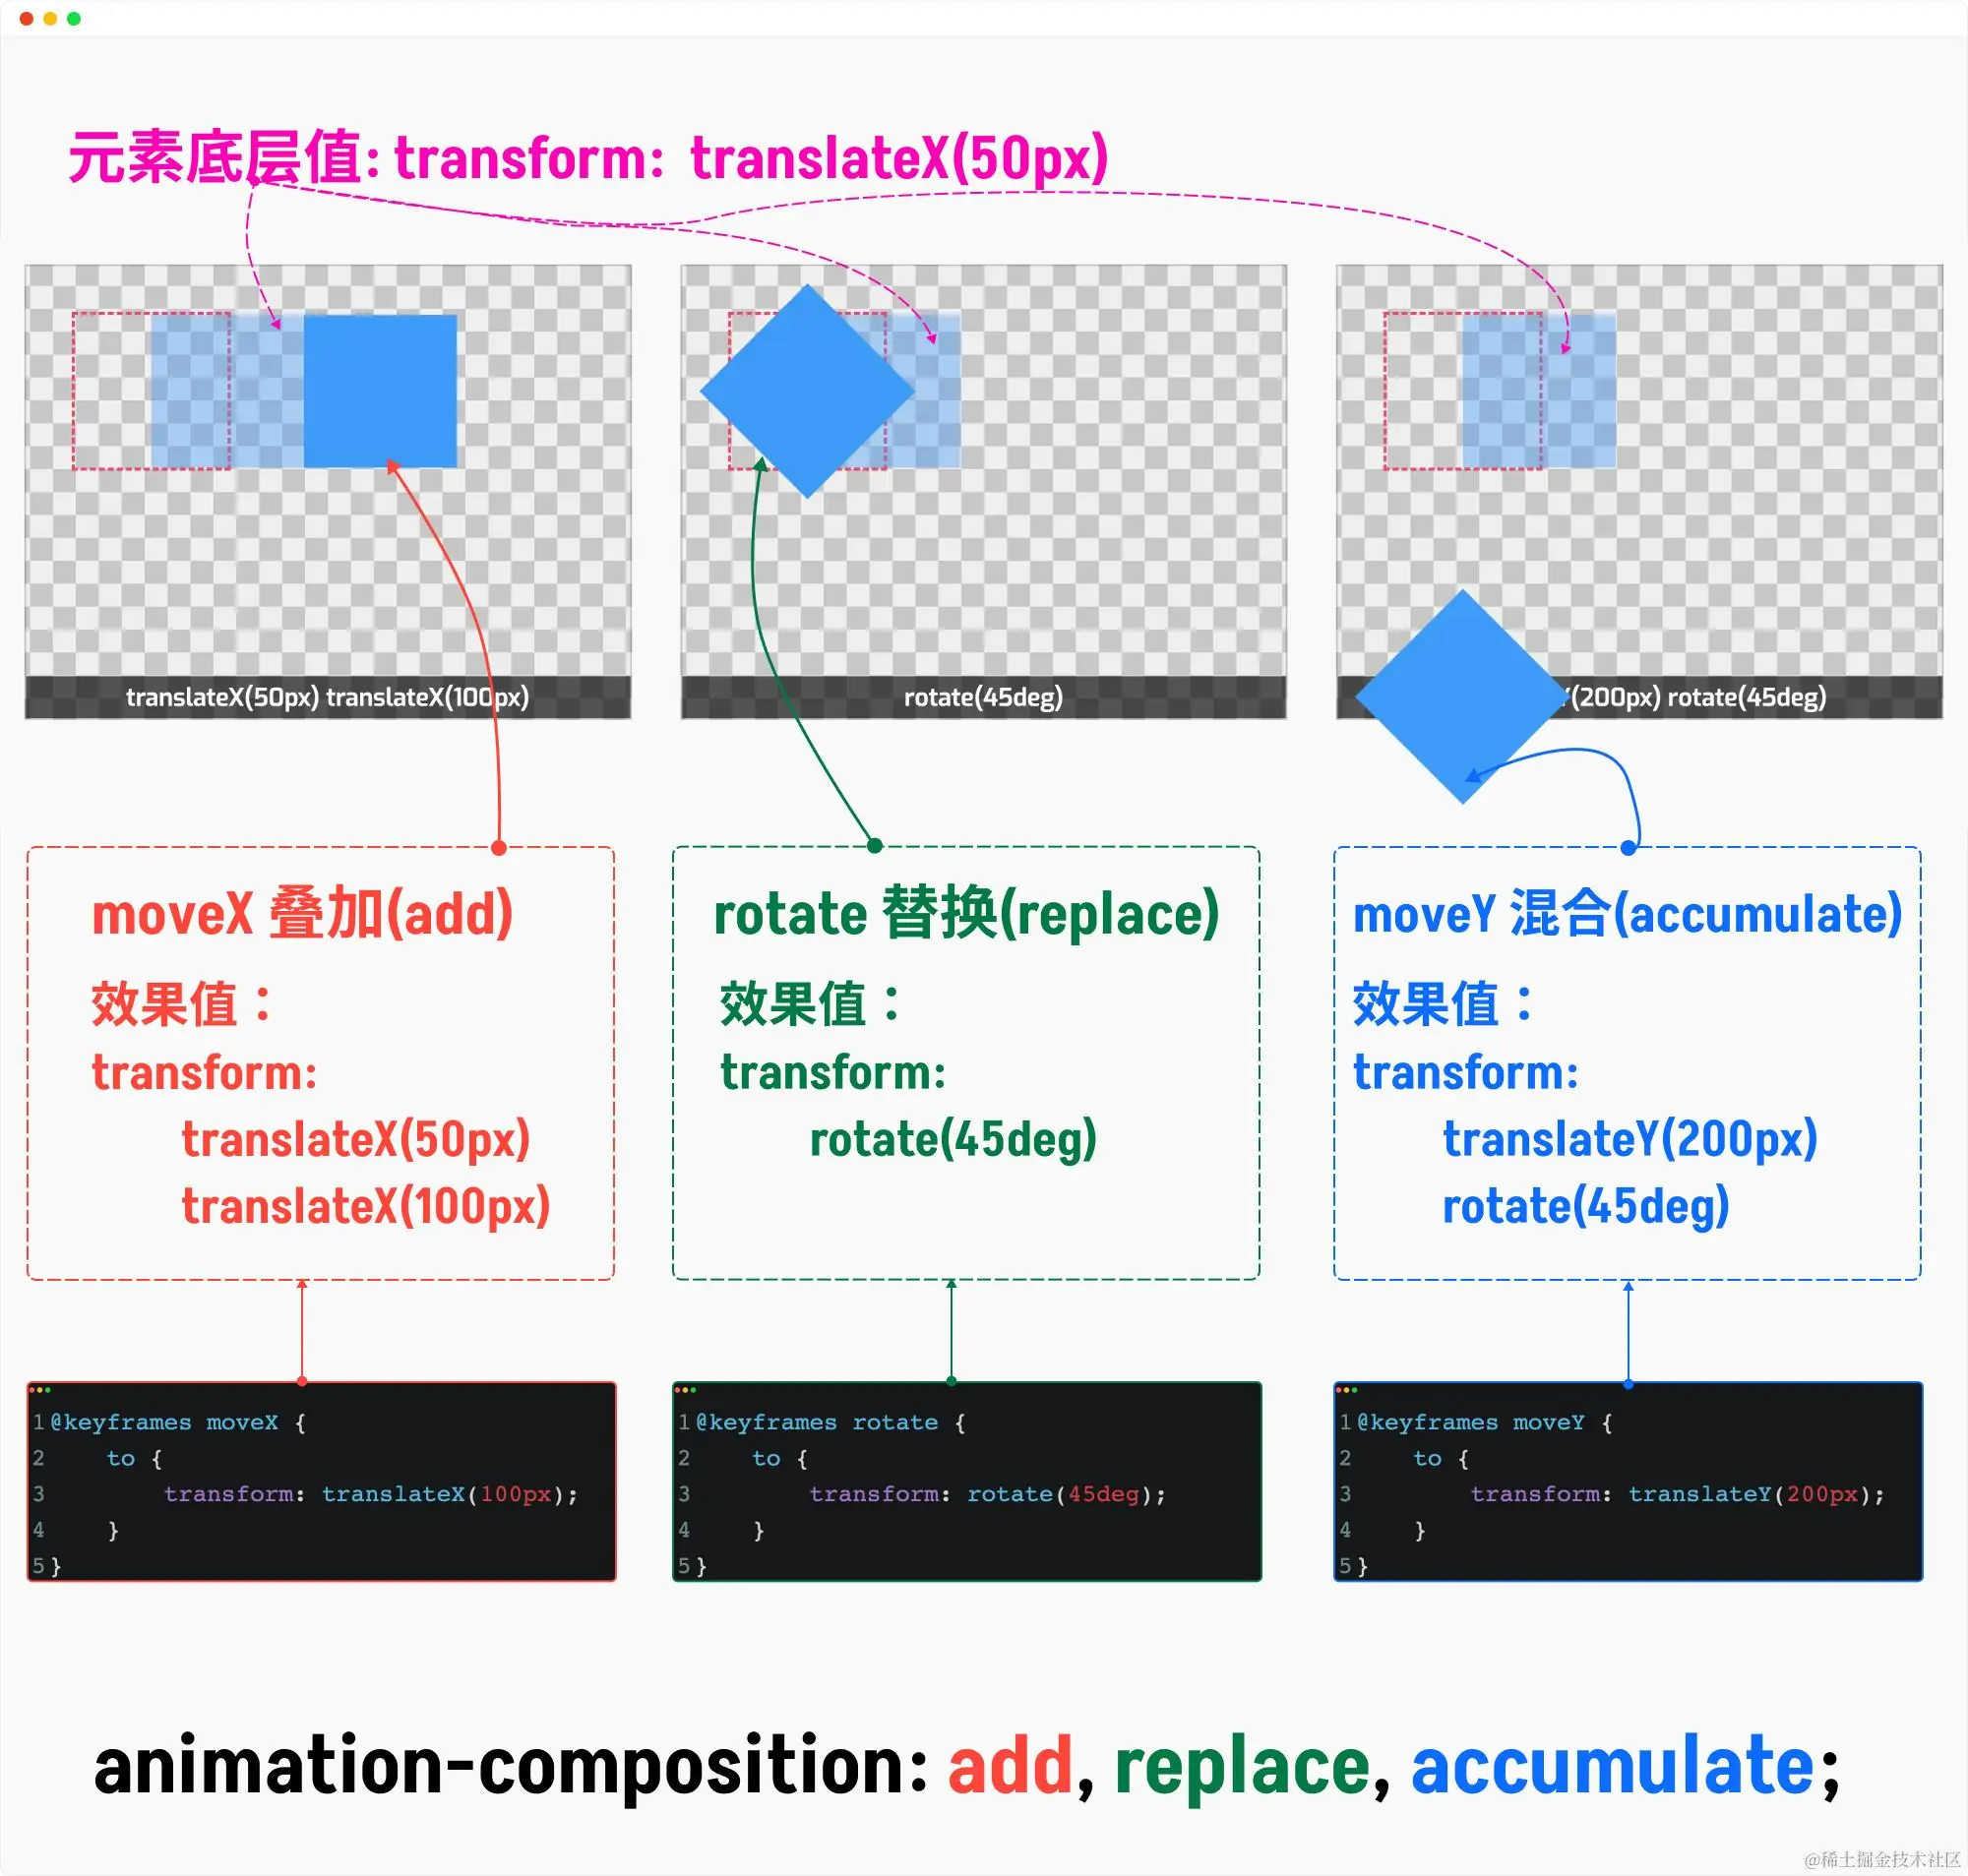 元素底层值: transform: translateX(50px)
translateX(50px) translateX(100px)
rotate(45deg)
(200px) rotate(45deg)
moveX 叠加(add)
效果值：
transform:
translateX(50px)
translateX(100px)
rotate 替换(replace)
效果值：
transform:
rotate(45deg)
moveY 混合(accumulate)
效果值：
transform:
translateY(200px)
rotate(45deg)
1 @keyframes moveX {
2 to {
3 transform: translateX(100px);
4 }
5 }
1 @keyframes rotate {
2 to {
3 transform: rotate(45deg);
4 }
5 }
1 @keyframes moveY {
2 to {
3 transform: translateY(200px);
4 }
5 }
animation-composition: add, replace, accumulate;
@稀土掘金技术社区